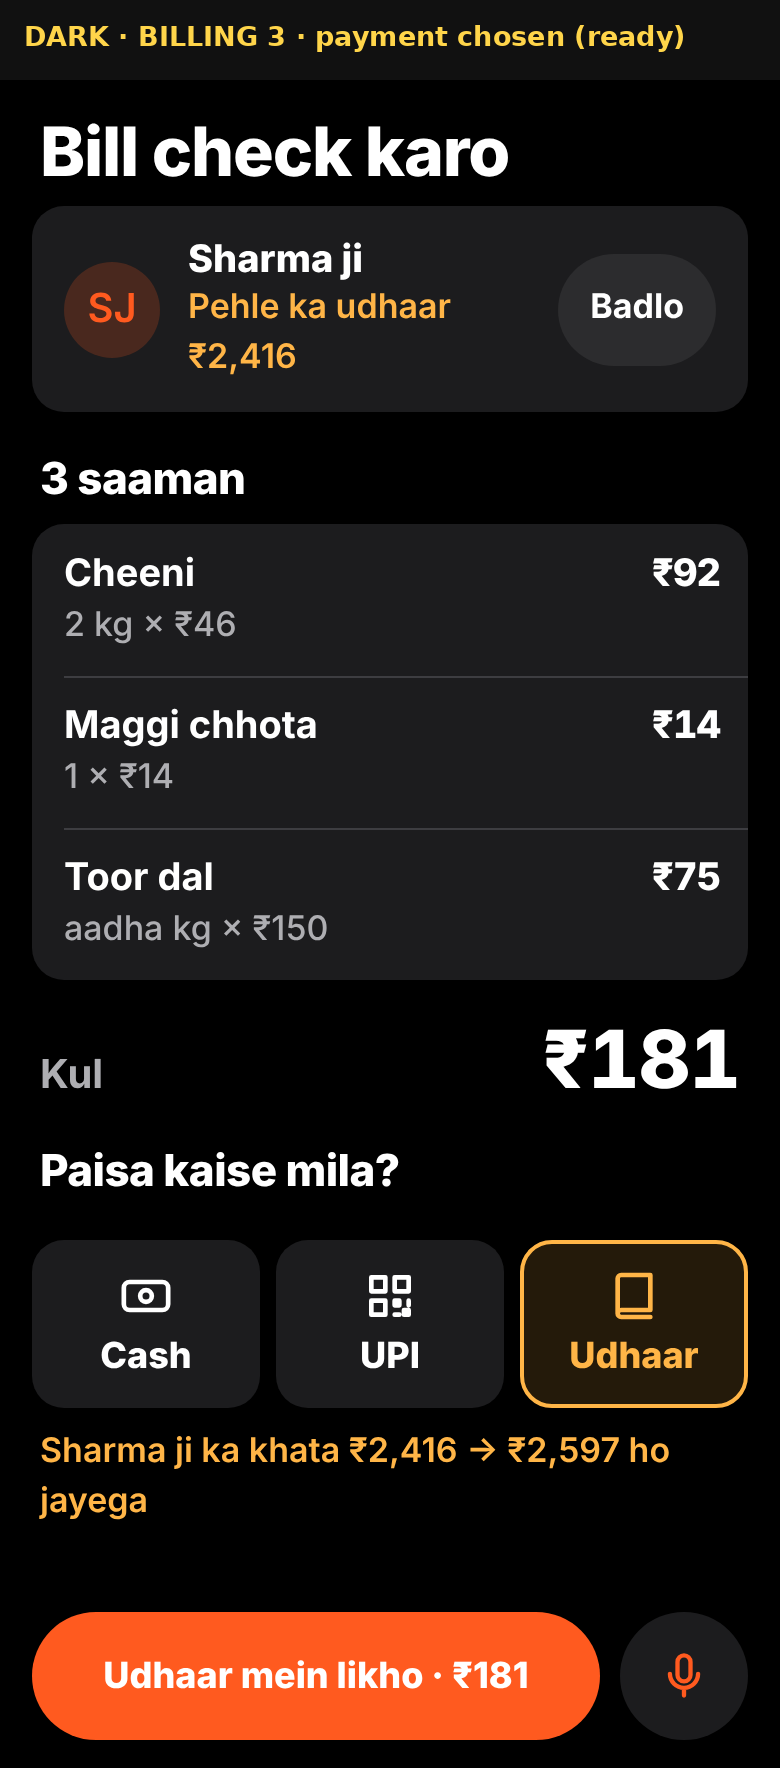 DARK · BILLING 3 · payment chosen (ready)
Bill check karo
SJ
Sharma ji
Pehle ka udhaar
₹2,416
Badlo
3 saaman
Cheeni ₹92
2 kg × ₹46
Maggi chhota ₹14
1 × ₹14
Toor dal ₹75
aadha kg × ₹150
Kul ₹181
Paisa kaise mila?
Cash UPI Udhaar
Sharma ji ka khata ₹2,416 → ₹2,597 ho
jayega
Udhaar mein likho · ₹181